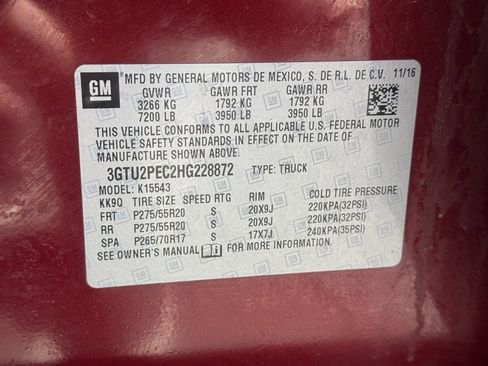 GM
MFD BY GENERAL MOTORS DE MEXICO, S. DE R.L. DE C.V. 11/16
GVWR GAWR FRT GAWR RR
3266 KG 1792 KG 1792 KG
7200 LB 3950 LB 3950 LB
THIS VEHICLE CONFORMS TO ALL APPLICABLE U.S. FEDERAL MOTOR
VEHICLE SAFETY STANDARDS IN EFFECT ON THE DATE OF
MANUFACTURE SHOWN ABOVE.
3GTU2PEC2HG228872 TYPE: TRUCK
MODEL: K15543
KK90 TIRE SIZE SPEED RTG RIM COLD TIRE PRESSURE
FRT P275/55R20 S 20X9J 220KPA(32PSI)
RR P275/55R20 S 20X9J 220KPA(32PSI)
SPA P265/70R17 S 17X7J 240KPA(35PSI)
SEE OWNER'S MANUAL FOR MORE INFORMATION.